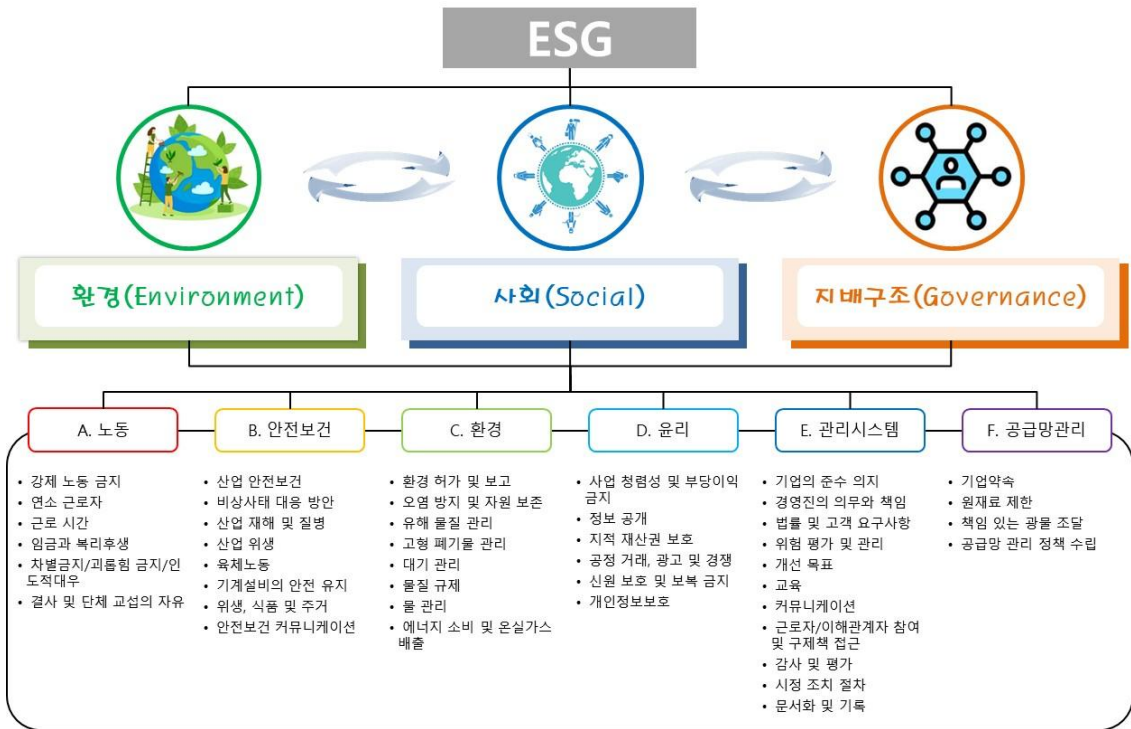 ESG
환경(Environment)
사회(Social)
지배구조(Governance)
A. 노동
• 강제 노동 금지
• 연소 근로자
• 근로 시간
• 임금과 복리후생
• 차별금지/괴롭힘 금지/인
도적대우
• 결사 및 단체 교섭의 자유
B. 안전보건
• 산업 안전보건
• 비상사태 대응 방안
• 산업 재해 및 질병
• 산업 위생
• 육체노동
• 기계설비의 안전 유지
• 위생, 식품 및 주거
• 안전보건 커뮤니케이션
C. 환경
• 환경 허가 및 보고
• 오염 방지 및 자원 보존
• 유해 물질 관리
• 고형 폐기물 관리
• 대기 관리
• 물질 규제
• 물 관리
• 에너지 소비 및 온실가스
배출
D. 윤리
• 사업 청렴성 및 부당이익
금지
• 정보 공개
• 지적 재산권 보호
• 공정 거래, 광고 및 경쟁
• 신원 보호 및 보복 금지
• 개인정보보호
E. 관리시스템
• 기업의 준수 의지
• 경영진의 의무와 책임
• 법률 및 고객 요구사항
• 위험 평가 및 관리
• 개선 목표
• 교육
• 커뮤니케이션
• 근로자/이해관계자 참여
및 구제책 접근
• 감사 및 평가
• 시정 조치 절차
• 문서화 및 기록
F. 공급망관리
• 기업약속
• 원재료 제한
• 책임 있는 광물 조달
• 공급망 관리 정책 수립